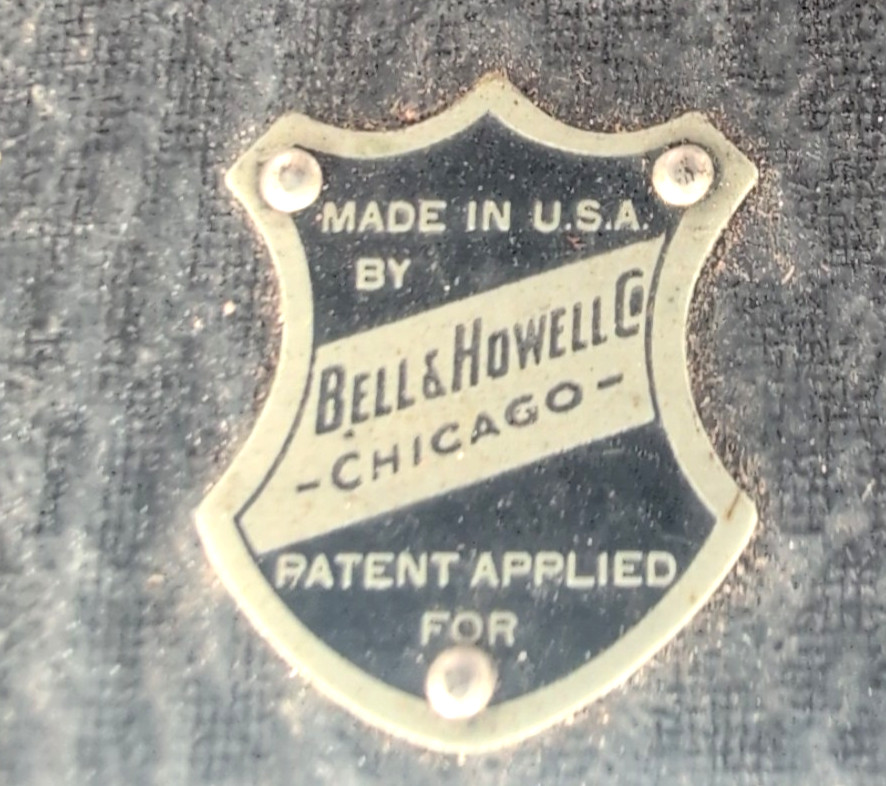 MADE IN U.S.A.
BY
BELL & HOWELL CO
-CHICAGO-
PATENT APPLIED
FOR